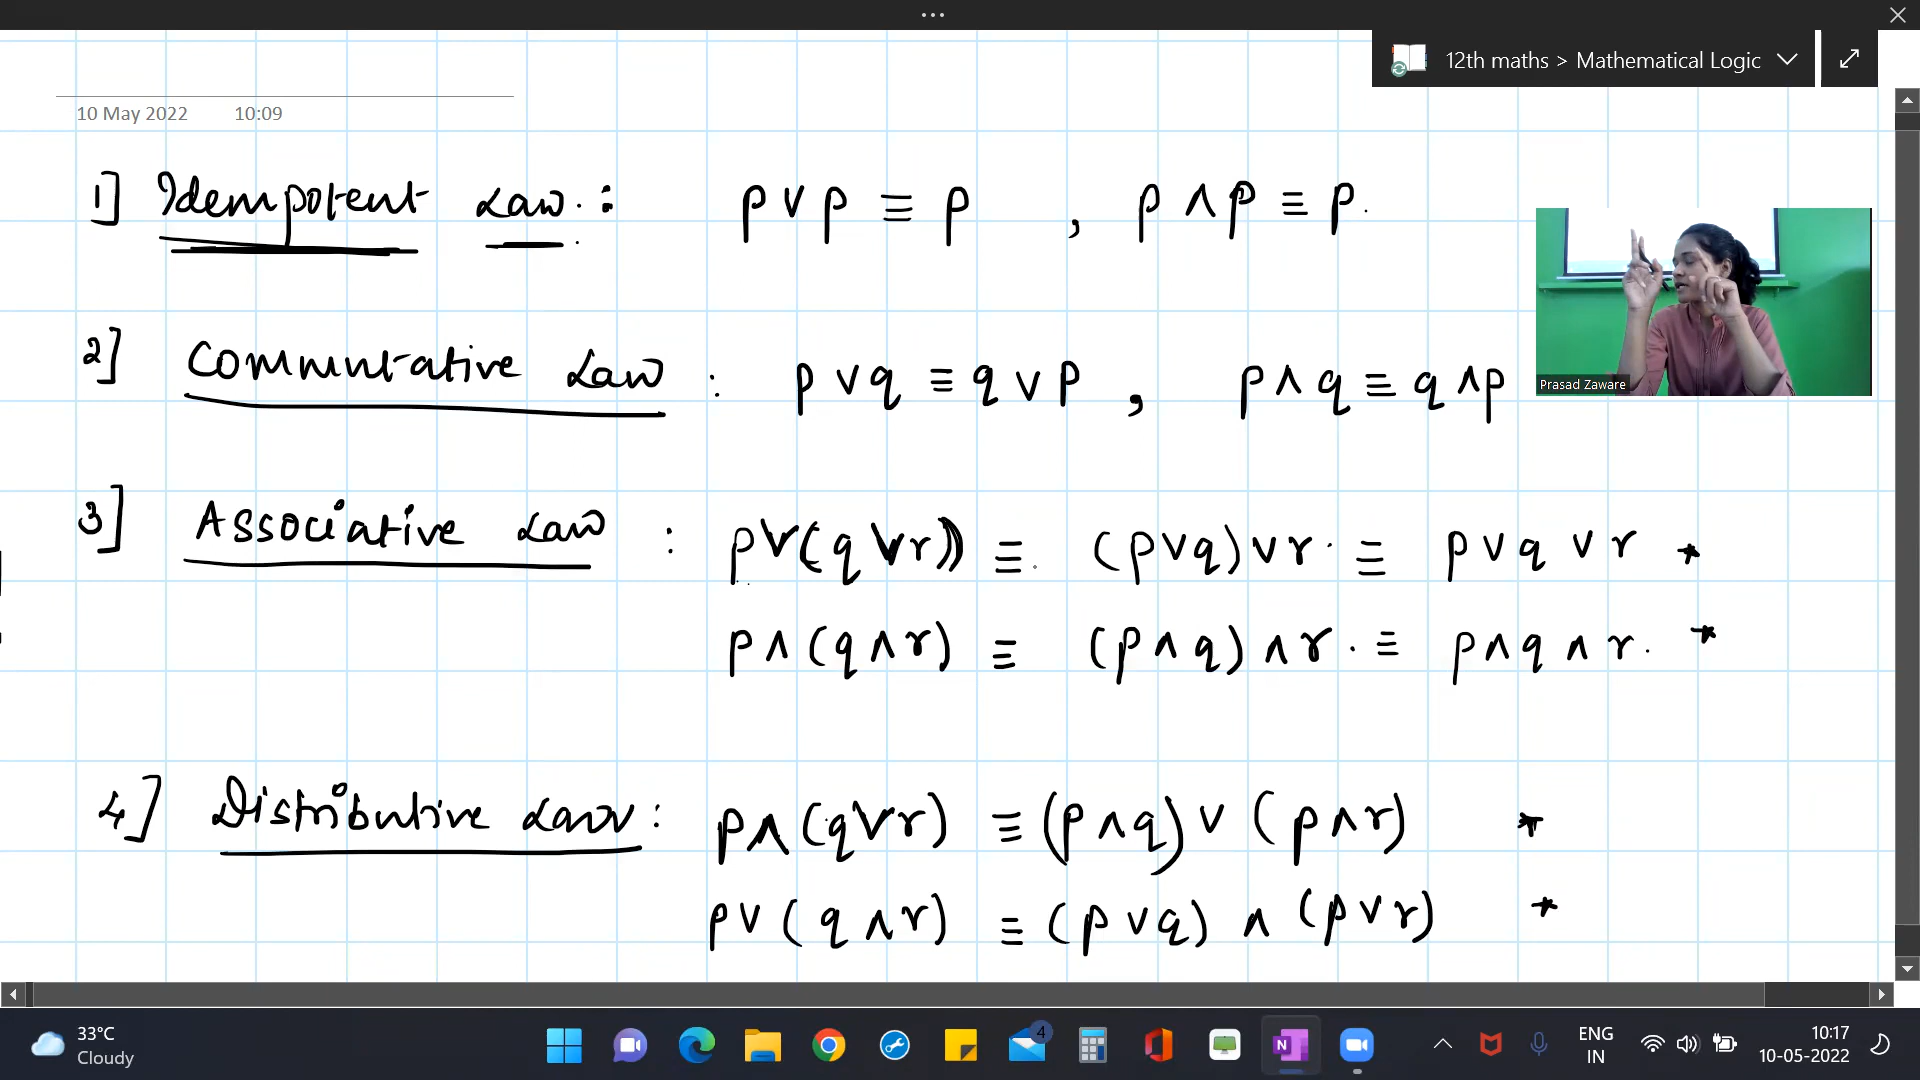 12th maths > Mathematical Logic
10 May 2022 10:09
1] Idempotent Law. : p ∨ p ≡ p , p ∧ p ≡ p.
2] Commutative Law : p ∨ q ≡ q ∨ p , p ∧ q ≡ q ∧ p
Prasad Zaware
3] Associative Law : p ∨ (q ∨ r) ≡ (p ∨ q) ∨ r. ≡ p ∨ q ∨ r *
p ∧ (q ∧ r) ≡ (p ∧ q) ∧ r. ≡ p ∧ q ∧ r. *
4] Distributive Law : p ∧ (q ∨ r) ≡ (p ∧ q) ∨ (p ∧ r) *
p ∨ (q ∧ r) ≡ (p ∨ q) ∧ (p ∨ r) *
33°C
Cloudy
4
N
ENG
IN
10:17
10-05-2022